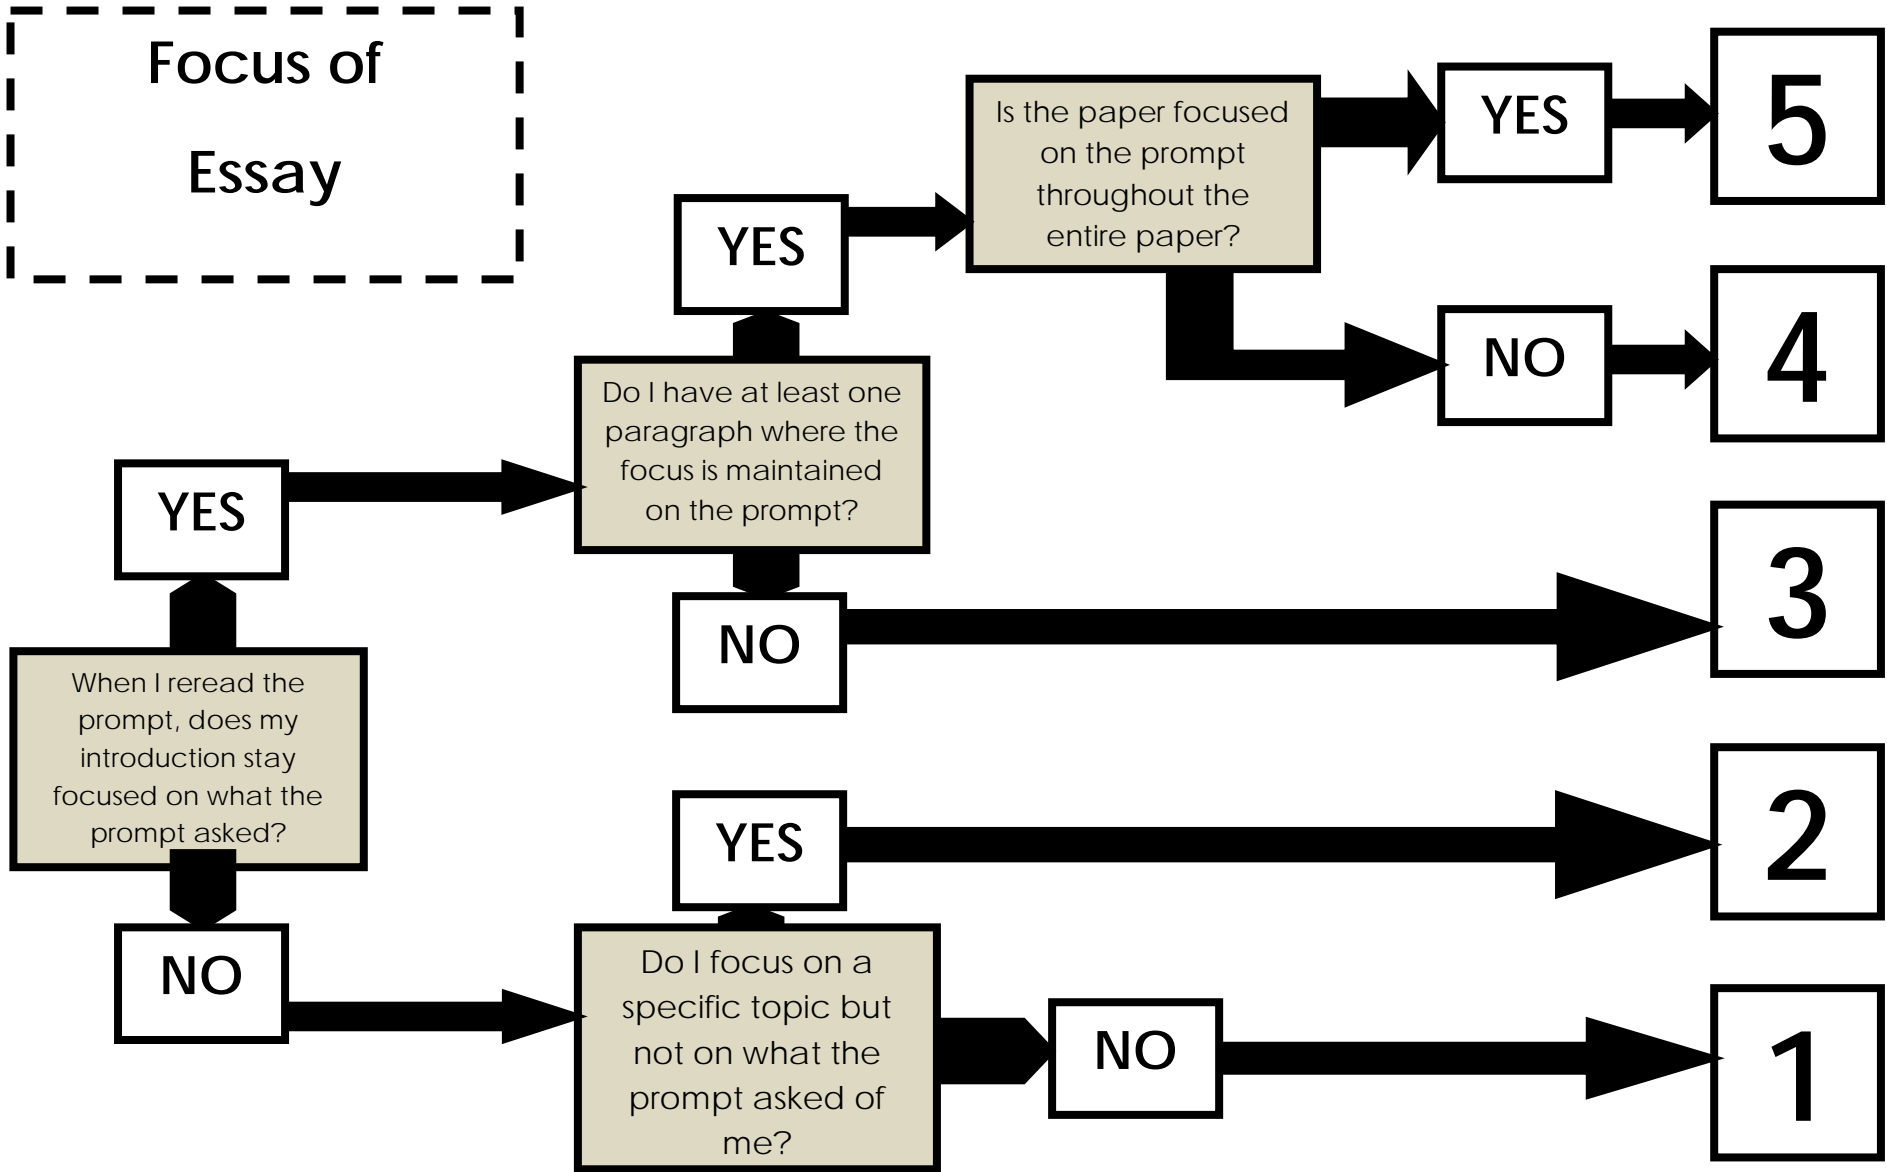 Focus of
Essay
When I reread the
prompt, does my
introduction stay
focused on what the
prompt asked?
YES
NO
Do I have at least one
paragraph where the
focus is maintained
on the prompt?
YES
NO
Is the paper focused
on the prompt
throughout the
entire paper?
YES
5
NO
4
3
YES
2
Do I focus on a
specific topic but
not on what the
prompt asked of
me?
NO
1